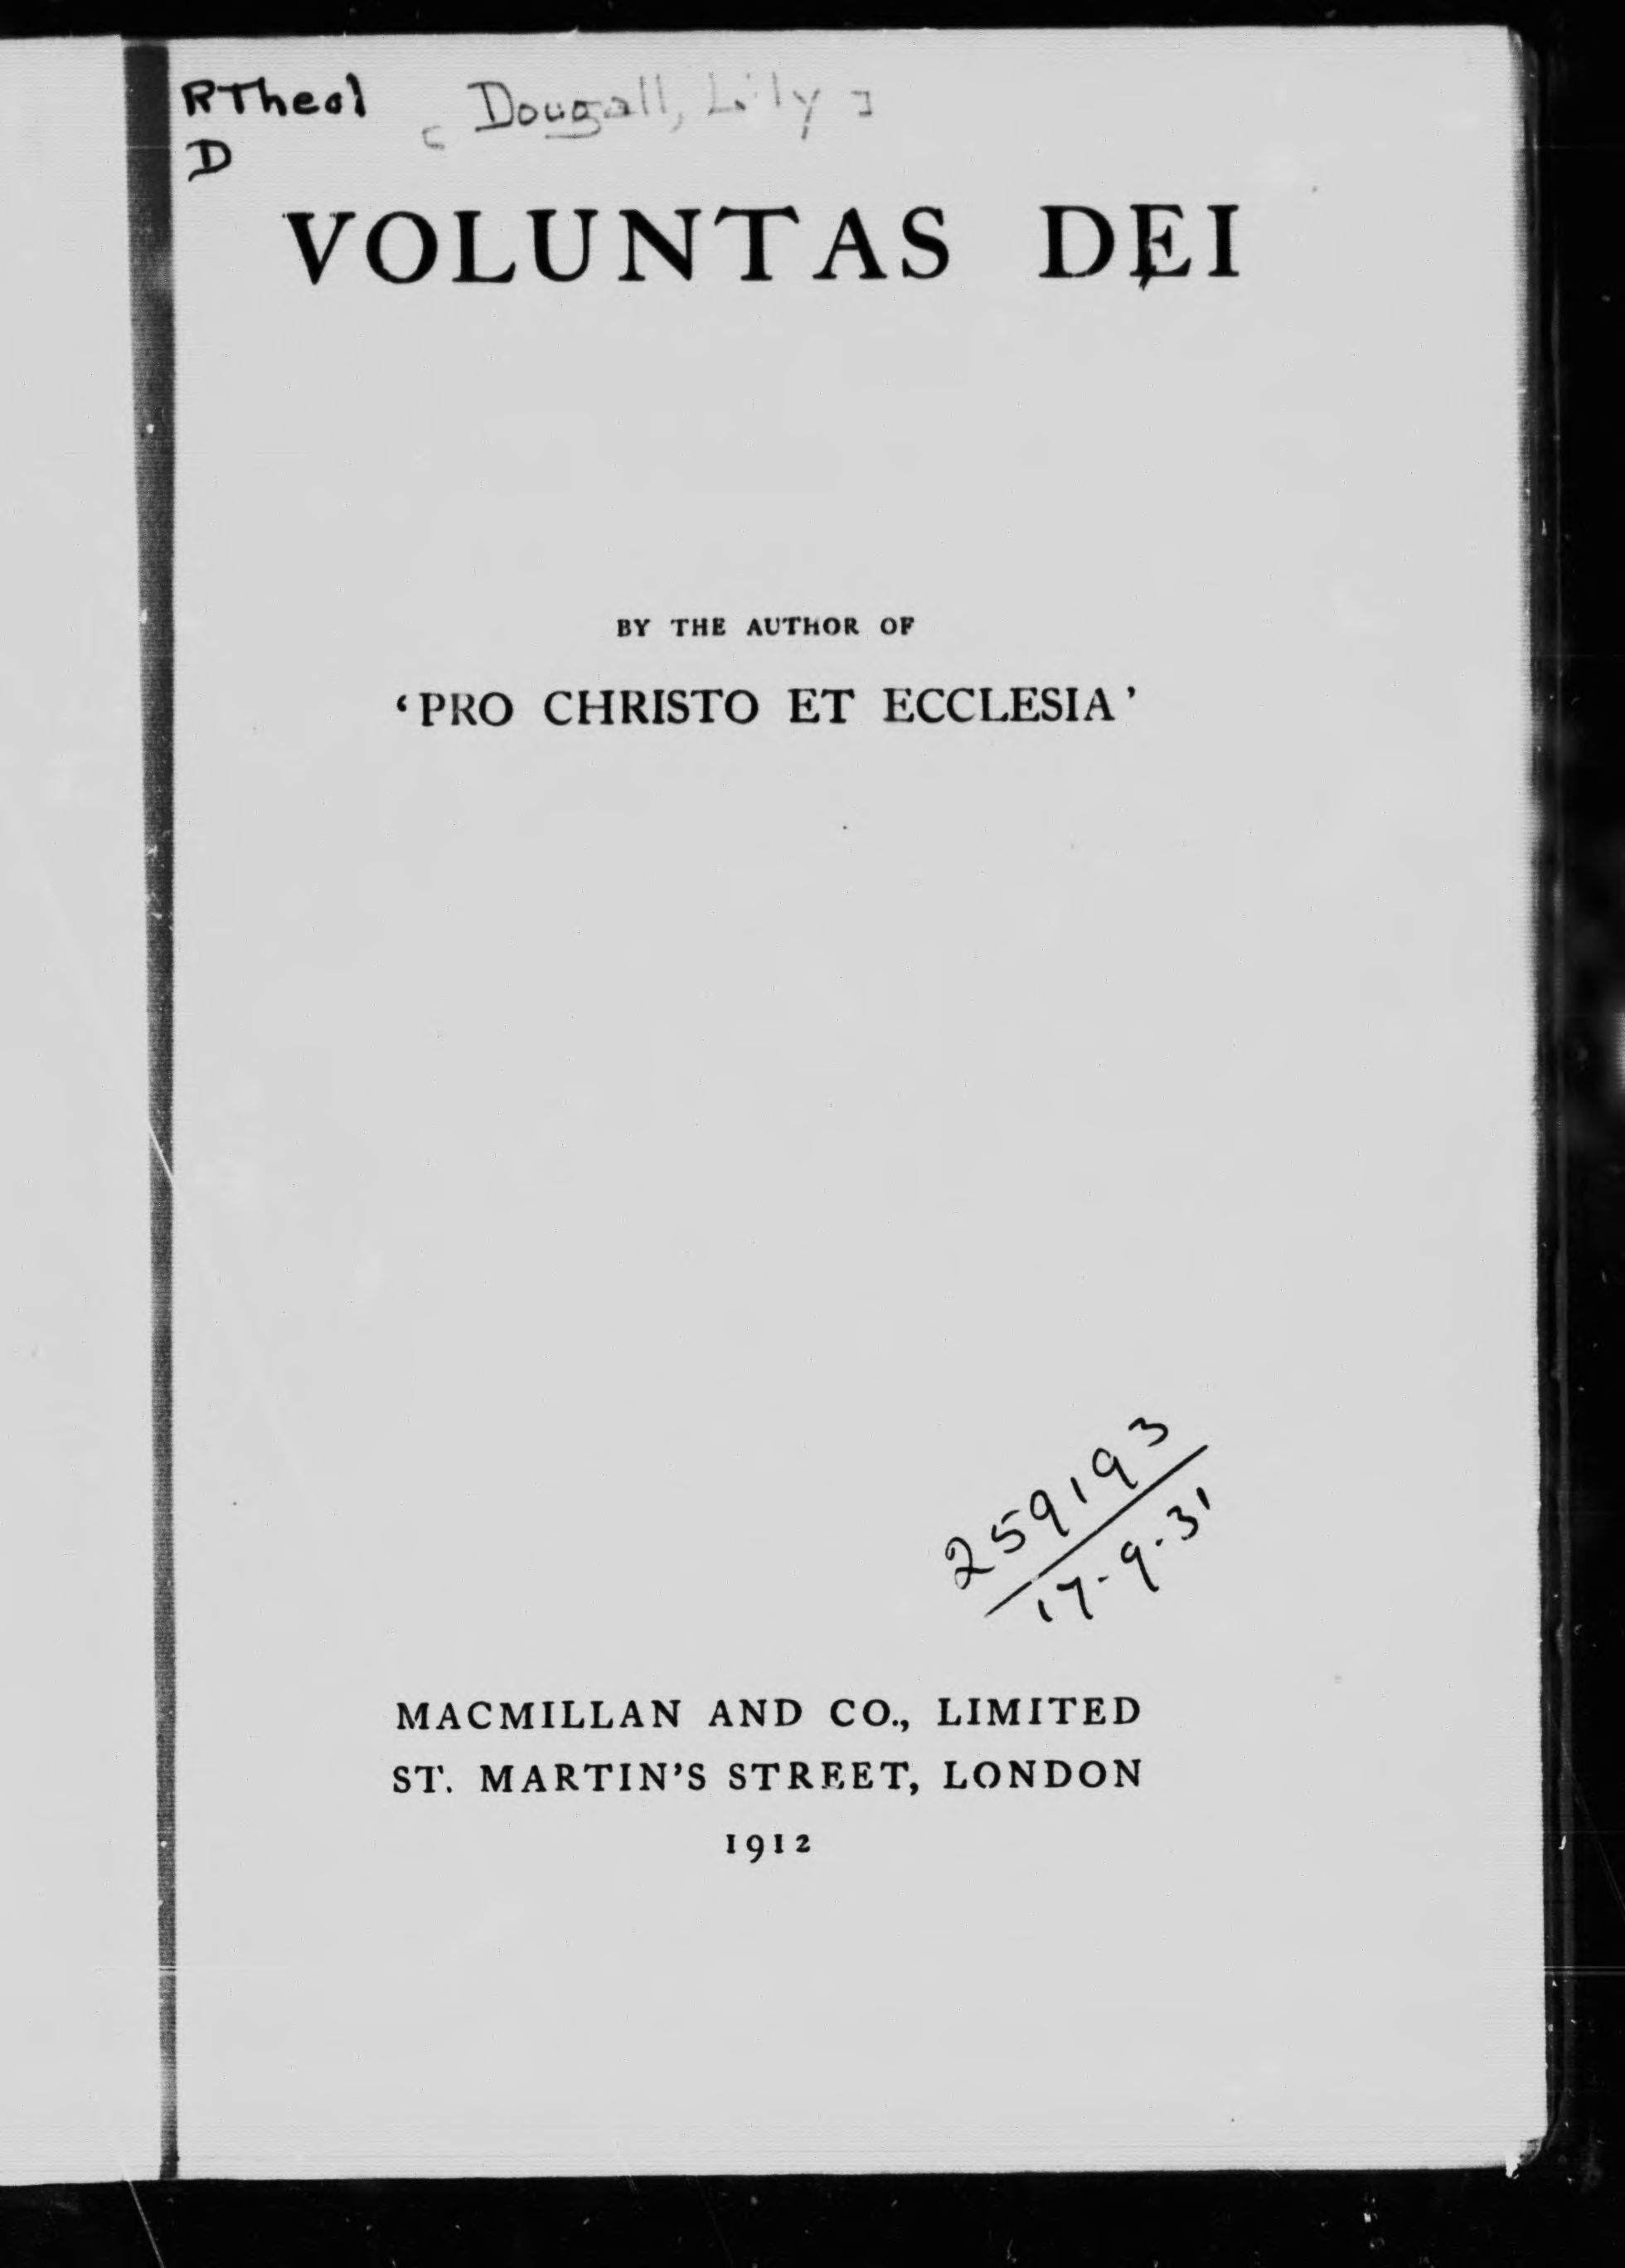 RTheol [Dougall, Lily]
D
VOLUNTAS DEI
BY THE AUTHOR OF
‘PRO CHRISTO ET ECCLESIA’
259193
17-9-31
MACMILLAN AND CO., LIMITED
ST. MARTIN'S STREET, LONDON
1912